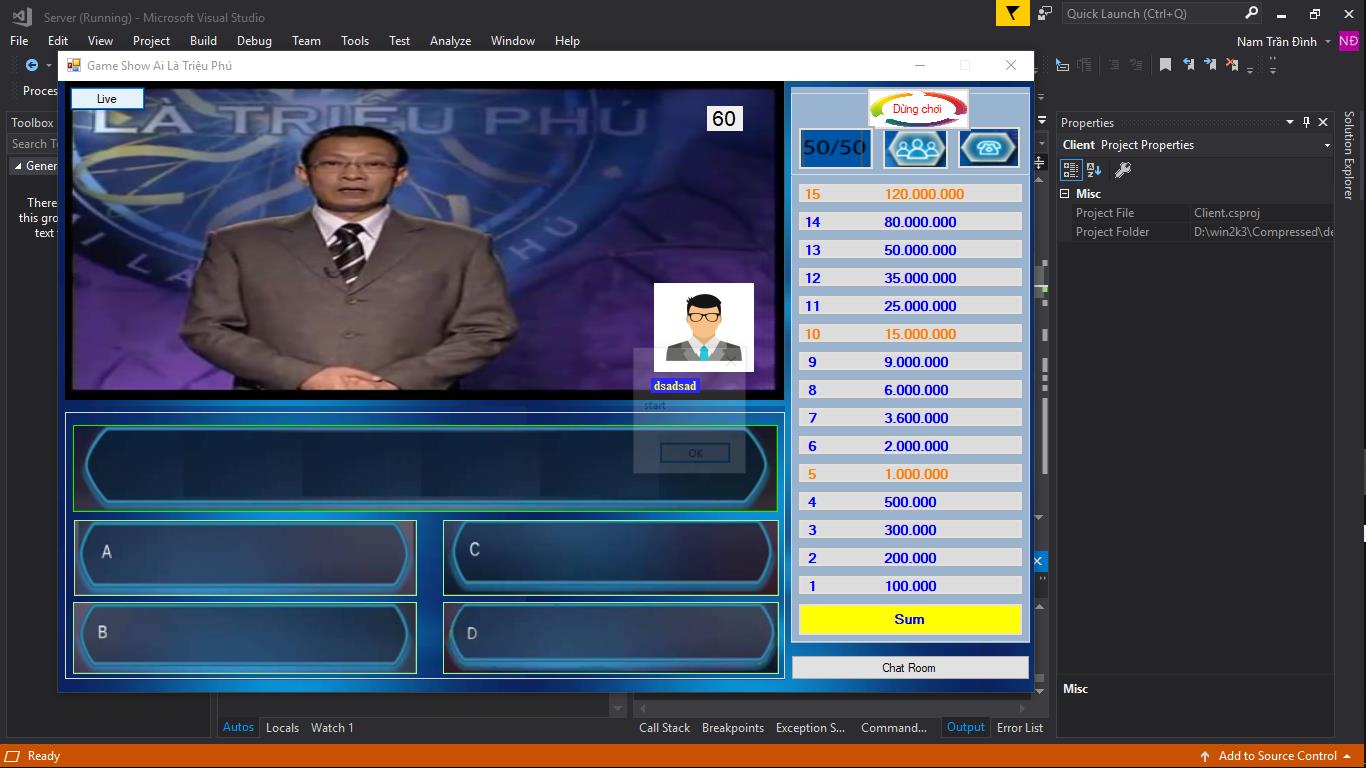 Server (Running) - Microsoft Visual Studio
Quick Launch (Ctrl+Q)
File Edit View Project Build Debug Team Tools Test Analyze Window Help
Nam Trần Đình
NĐ
Proces
Toolbox
Search To
Gener
There
this gro
text
Game Show Ai Là Triệu Phú
Live
LÀ TRIỆU PHÚ
60
dsadsad
start
OK
A
C
B
D
Dừng chơi
50/50
15 120.000.000
14 80.000.000
13 50.000.000
12 35.000.000
11 25.000.000
10 15.000.000
9 9.000.000
8 6.000.000
7 3.600.000
6 2.000.000
5 1.000.000
4 500.000
3 300.000
2 200.000
1 100.000
Sum
Chat Room
Properties
Client Project Properties
Misc
Project File Client.csproj
Project Folder D:\win2k3\Compressed\de
Misc
Solution Explorer
Autos Locals Watch 1
Call Stack Breakpoints Exception S... Command... Output Error List
Ready
Add to Source Control